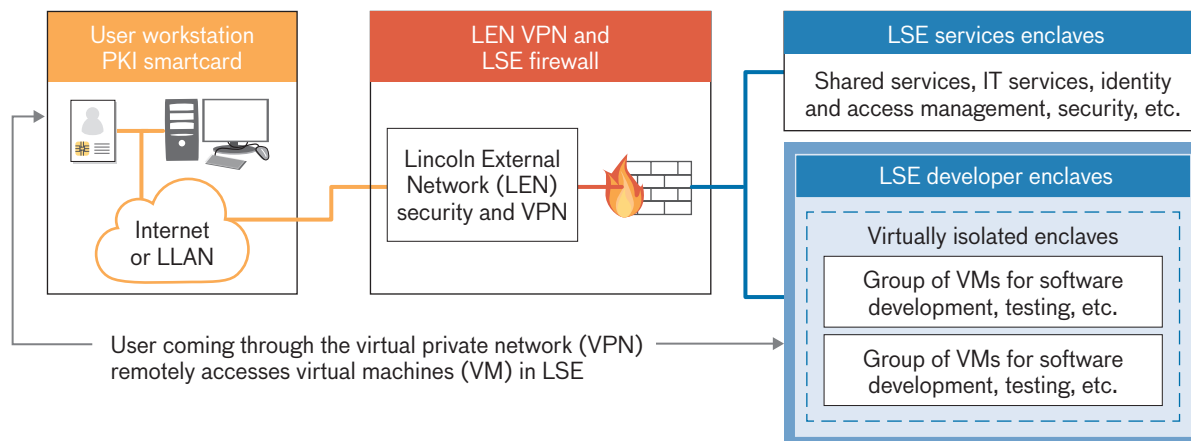 User workstation
PKI smartcard
Internet
or LLAN
LEN VPN and
LSE firewall
Lincoln External
Network (LEN)
security and VPN
LSE services enclaves
Shared services, IT services, identity
and access management, security, etc.
LSE developer enclaves
Virtually isolated enclaves
Group of VMs for software
development, testing, etc.
Group of VMs for software
development, testing, etc.
User coming through the virtual private network (VPN)
remotely accesses virtual machines (VM) in LSE